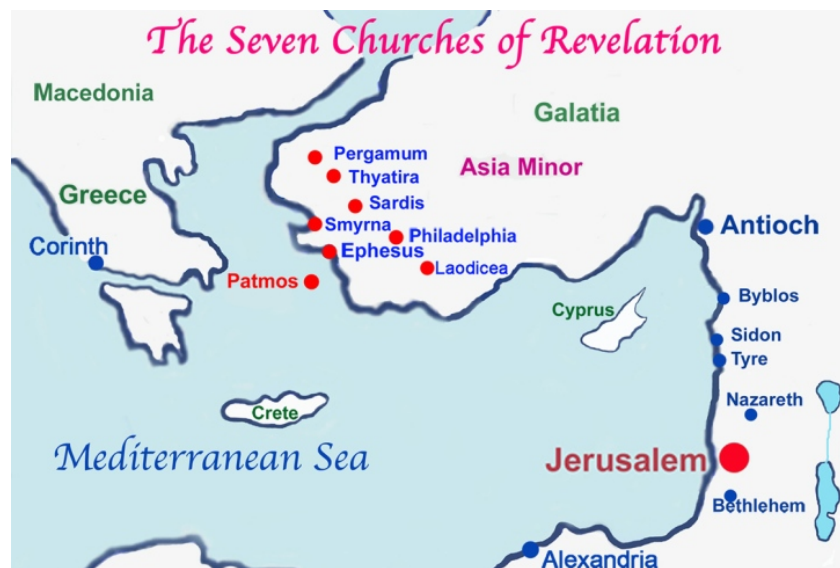 The Seven Churches of Revelation
Macedonia
Galatia
Pergamum
Asia Minor
Thyatira
Greece
Sardis
Smyrna
Antioch
Philadelphia
Corinth
Ephesus
Laodicea
Patmos
Byblos
Cyprus
Sidon
Tyre
Nazareth
Crete
Mediterranean Sea
Jerusalem
Bethlehem
Alexandria